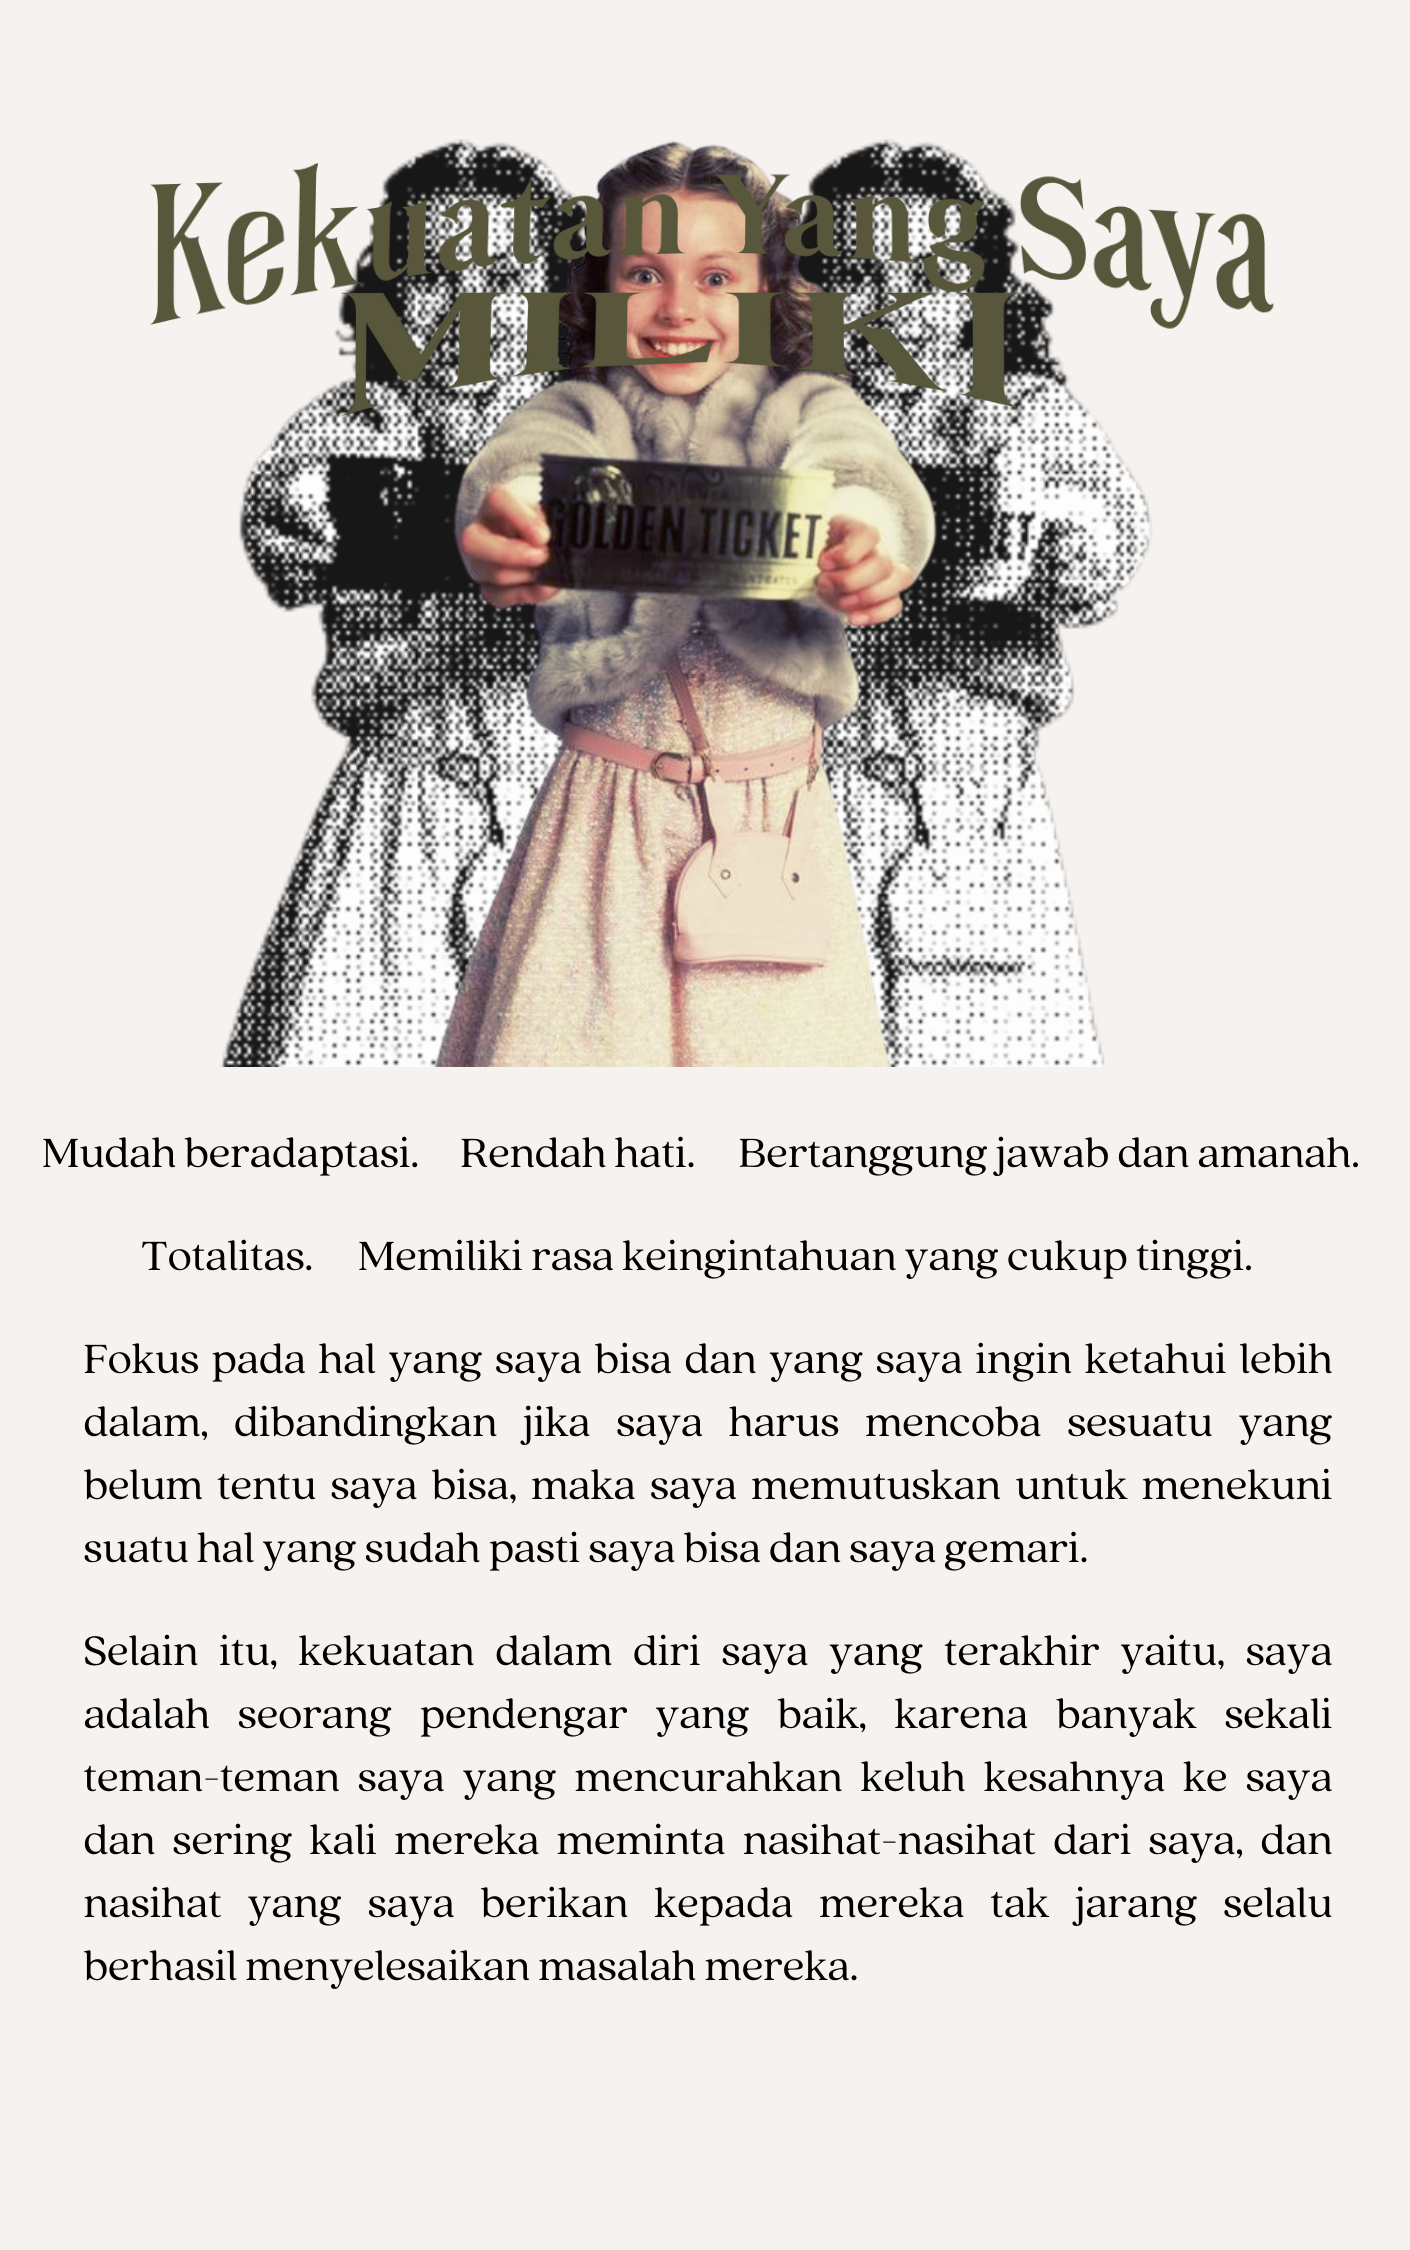 Kekuatan Yang Saya
MILIKI
GOLDEN TICKET
ET
Mudah beradaptasi. Rendah hati. Bertanggung jawab dan amanah.
Totalitas. Memiliki rasa keingintahuan yang cukup tinggi.
Fokus pada hal yang saya bisa dan yang saya ingin ketahui lebih
dalam, dibandingkan jika saya harus mencoba sesuatu yang
belum tentu saya bisa, maka saya memutuskan untuk menekuni
suatu hal yang sudah pasti saya bisa dan saya gemari.
Selain itu, kekuatan dalam diri saya yang terakhir yaitu, saya
adalah seorang pendengar yang baik, karena banyak sekali
teman-teman saya yang mencurahkan keluh kesahnya ke saya
dan sering kali mereka meminta nasihat-nasihat dari saya, dan
nasihat yang saya berikan kepada mereka tak jarang selalu
berhasil menyelesaikan masalah mereka.